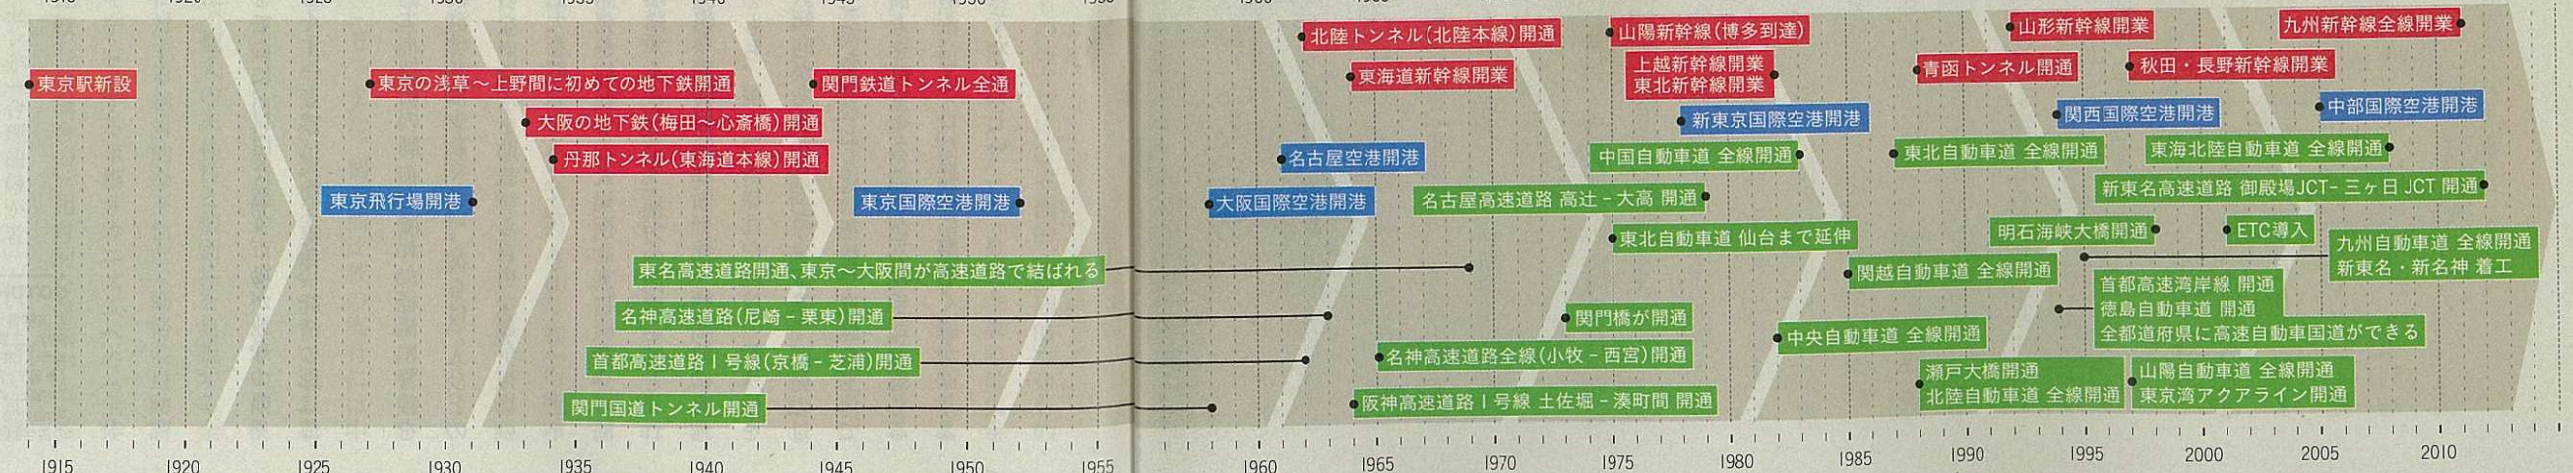 北陸トンネル(北陸本線)開通
山陽新幹線(博多到達)
山形新幹線開業
九州新幹線全線開業
東京駅新設
東京の浅草〜上野間に初めての地下鉄開通
関門鉄道トンネル全通
東海道新幹線開業
上越新幹線開業
東北新幹線開業
青函トンネル開通
秋田・長野新幹線開業
大阪の地下鉄(梅田〜心斎橋)開通
新東京国際空港開港
関西国際空港開港
中部国際空港開港
丹那トンネル(東海道本線)開通
名古屋空港開港
中国自動車道 全線開通
東北自動車道 全線開通
東海北陸自動車道 全線開通
東京飛行場開港
東京国際空港開港
大阪国際空港開港
名古屋高速道路 高辻-大高 開通
新東名高速道路 御殿場JCT-三ヶ日JCT 開通
東北自動車道 仙台まで延伸
明石海峡大橋開通
ETC導入
九州自動車道 全線開通
新東名・新名神 着工
東名高速道路開通、東京〜大阪間が高速道路で結ばれる
関越自動車道 全線開通
首都高速湾岸線 開通
徳島自動車道 開通
全都道府県に高速自動車国道ができる
名神高速道路(尼崎-栗東)開通
関門橋が開通
中央自動車道 全線開通
首都高速道路1号線(京橋-芝浦)開通
名神高速道路全線(小牧-西宮)開通
瀬戸大橋開通
北陸自動車道 全線開通
山陽自動車道 全線開通
東京湾アクアライン開通
関門国道トンネル開通
阪神高速道路1号線 土佐堀-湊町間 開通
1915 1920 1925 1930 1935 1940 1945 1950 1955 1960 1965 1970 1975 1980 1985 1990 1995 2000 2005 2010